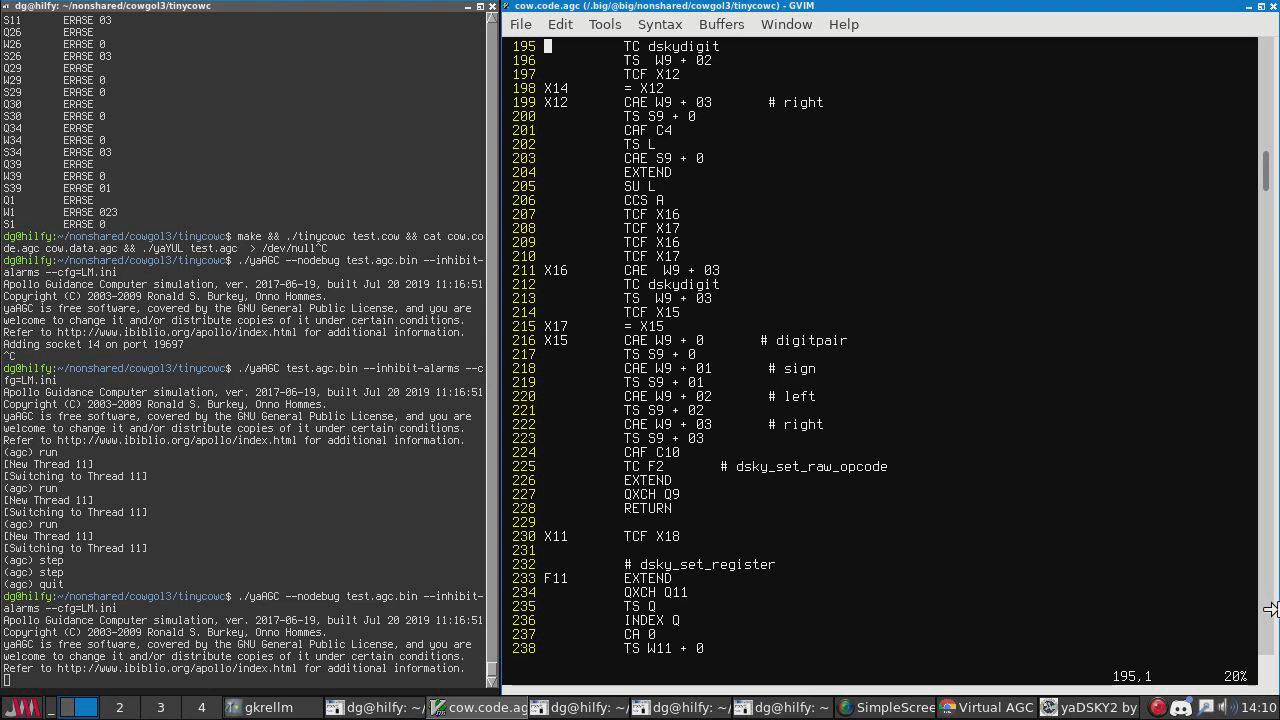 dg@hilfy: ~/nonshared/cowgol3/tinycowc
S11 ERASE 03
Q26 ERASE
W26 ERASE 0
S26 ERASE 03
Q29 ERASE
W29 ERASE 0
S29 ERASE 0
Q30 ERASE
S30 ERASE 0
Q34 ERASE
W34 ERASE 0
S34 ERASE 03
Q39 ERASE
W39 ERASE 0
S39 ERASE 01
Q1 ERASE
W1 ERASE 023
S1 ERASE 0
dg@hilfy:~/nonshared/cowgol3/tinycowc$ make && ./tinycowc test.cow && cat cow.co
de.agc cow.data.agc && ./yaYUL test.agc > /dev/null^C
dg@hilfy:~/nonshared/cowgol3/tinycowc$ ./yaAGC --nodebug test.agc.bin --inhibit-
alarms --cfg=LM.ini
Apollo Guidance Computer simulation, ver. 2017-06-19, built Jul 20 2019 11:16:51
Copyright (C) 2003-2009 Ronald S. Burkey, Onno Hommes.
yaAGC is free software, covered by the GNU General Public License, and you are
welcome to change it and/or distribute copies of it under certain conditions.
Refer to http://www.ibiblio.org/apollo/index.html for additional information.
Adding socket 14 on port 19697
^C
dg@hilfy:~/nonshared/cowgol3/tinycowc$ ./yaAGC test.agc.bin --inhibit-alarms --c
fg=LM.ini
Apollo Guidance Computer simulation, ver. 2017-06-19, built Jul 20 2019 11:16:51
Copyright (C) 2003-2009 Ronald S. Burkey, Onno Hommes.
yaAGC is free software, covered by the GNU General Public License, and you are
welcome to change it and/or distribute copies of it under certain conditions.
Refer to http://www.ibiblio.org/apollo/index.html for additional information.
(agc) run
[New Thread 11]
[Switching to Thread 11]
(agc) run
[New Thread 11]
[Switching to Thread 11]
(agc) run
[New Thread 11]
[Switching to Thread 11]
(agc) step
(agc) step
(agc) quit
dg@hilfy:~/nonshared/cowgol3/tinycowc$ ./yaAGC --nodebug test.agc.bin --inhibit-
alarms --cfg=LM.ini
Apollo Guidance Computer simulation, ver. 2017-06-19, built Jul 20 2019 11:16:51
Copyright (C) 2003-2009 Ronald S. Burkey, Onno Hommes.
yaAGC is free software, covered by the GNU General Public License, and you are
welcome to change it and/or distribute copies of it under certain conditions.
Refer to http://www.ibiblio.org/apollo/index.html for additional information.
cow.code.agc (/.big/@big/nonshared/cowgol3/tinycowc) - GVIM
File Edit Tools Syntax Buffers Window Help
195 TC dskydigit
196 TS W9 + 02
197 TCF X12
198 X14 = X12
199 X12 CAE W9 + 03 # right
200 TS S9 + 0
201 CAF C4
202 TS L
203 CAE S9 + 0
204 EXTEND
205 SU L
206 CCS A
207 TCF X16
208 TCF X17
209 TCF X16
210 TCF X17
211 X16 CAE W9 + 03
212 TC dskydigit
213 TS W9 + 03
214 TCF X15
215 X17 = X15
216 X15 CAE W9 + 0 # digitpair
217 TS S9 + 0
218 CAE W9 + 01 # sign
219 TS S9 + 01
220 CAE W9 + 02 # left
221 TS S9 + 02
222 CAE W9 + 03 # right
223 TS S9 + 03
224 CAF C10
225 TC F2 # dsky_set_raw_opcode
226 EXTEND
227 QXCH Q9
228 RETURN
229
230 X11 TCF X18
231
232 # dsky_set_register
233 F11 EXTEND
234 QXCH Q11
235 TS Q
236 INDEX Q
237 CA 0
238 TS W11 + 0
195,1 20%
2 3 4 gkrellm dg@hilfy: ~/ cow.code.ag dg@hilfy: ~/ dg@hilfy: ~/ dg@hilfy: ~/ SimpleScree Virtual AGC yaDSKY2 by 14:10